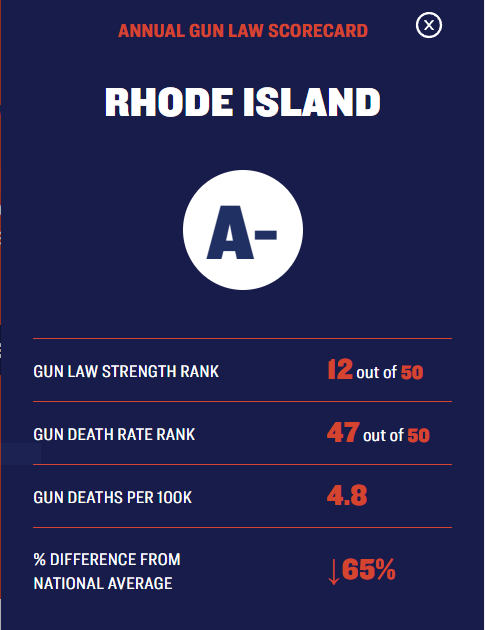 ANNUAL GUN LAW SCORECARD
RHODE ISLAND
A-
GUN LAW STRENGTH RANK 12 out of 50
GUN DEATH RATE RANK 47 out of 50
GUN DEATHS PER 100K 4.8
% DIFFERENCE FROM
NATIONAL AVERAGE ↓65%